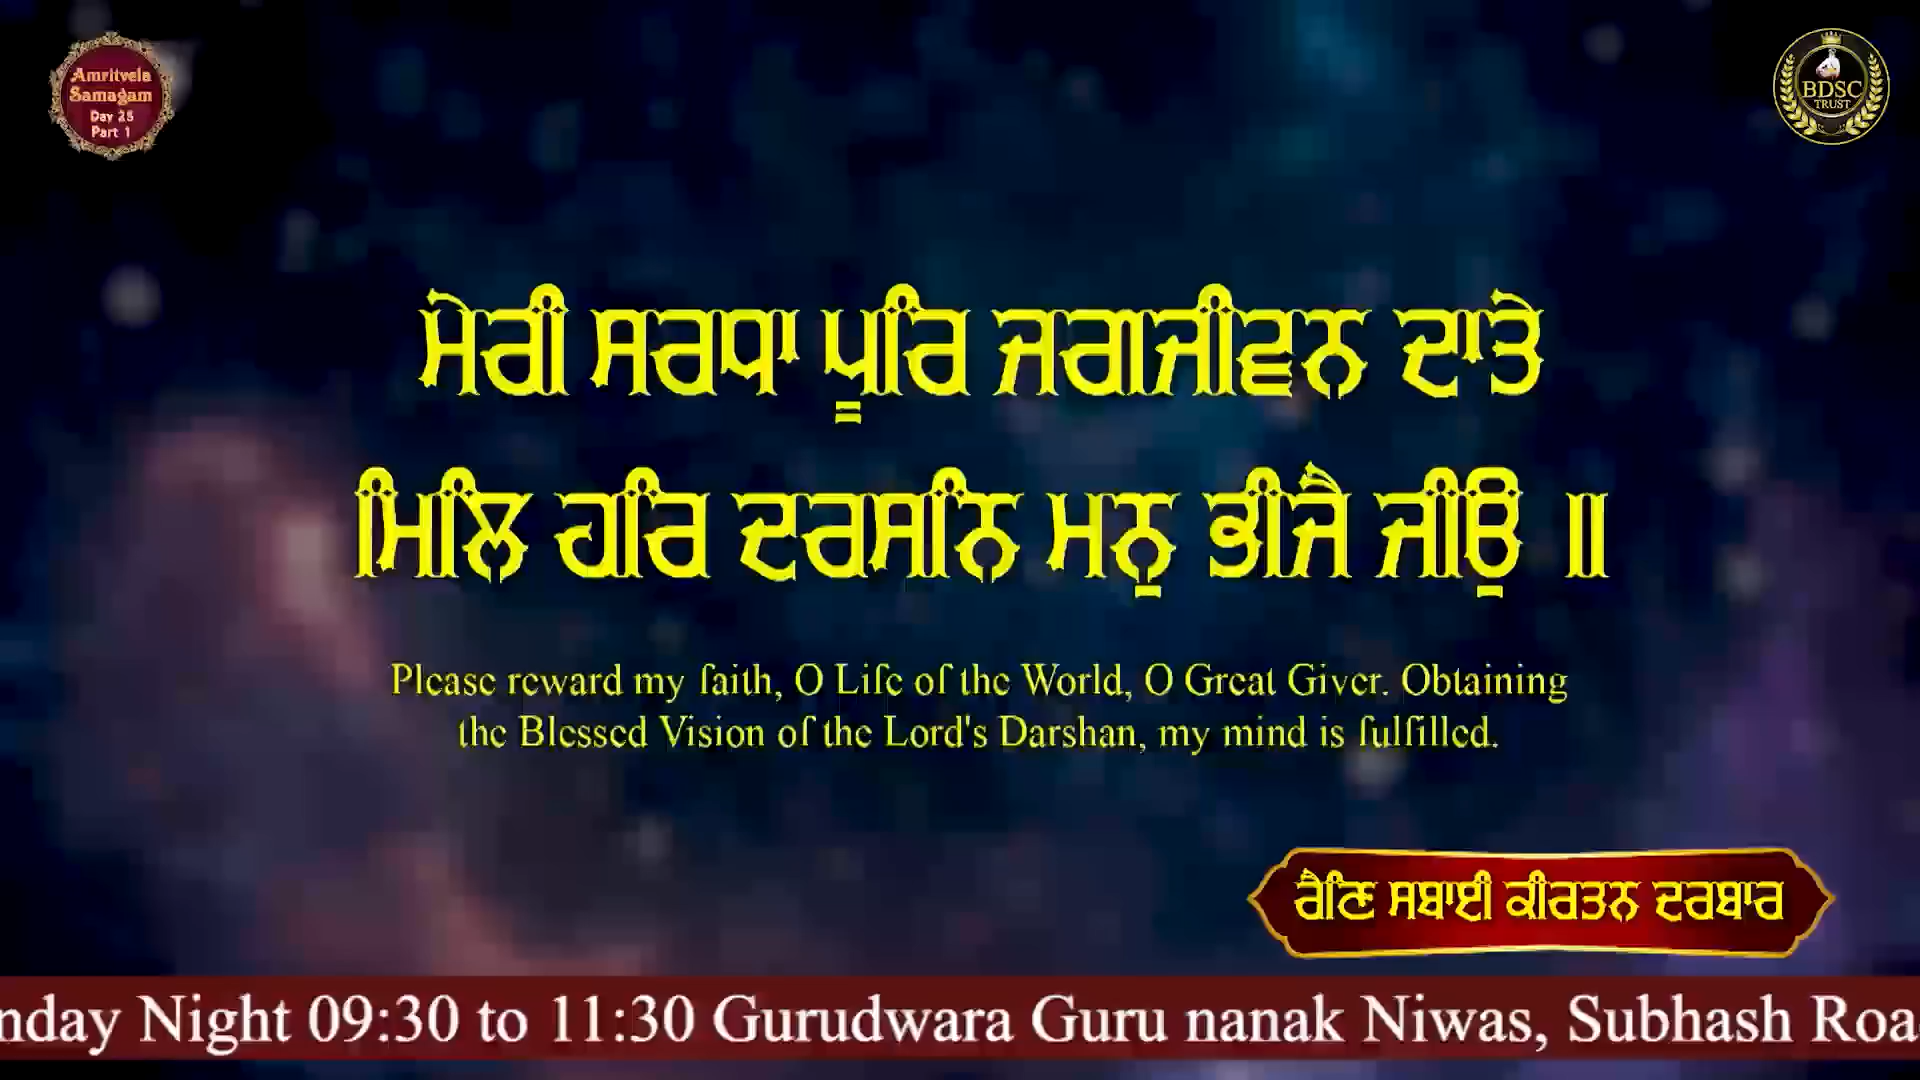 Amritvela
Samagam
Day 25
Part 1
BDSC
TRUST
ਮੇਰੀ ਸਰਧਾ ਪੂਰਿ ਜਗਜੀਵਨ ਦਾਤੇ
ਮਿਲਿ ਹਰਿ ਦਰਸਨਿ ਮਨੁ ਭੀਜੈ ਜੀਉ ॥
Please reward my faith, O Life of the World, O Great Giver. Obtaining
the Blessed Vision of the Lord's Darshan, my mind is fulfilled.
ਰੈਣਿ ਸਬਾਈ ਕੀਰਤਨ ਦਰਬਾਰ
nday Night 09:30 to 11:30 Gurudwara Guru nanak Niwas, Subhash Roa